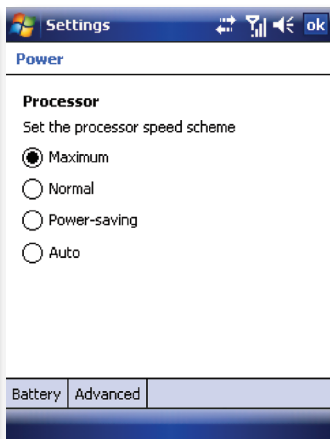 Settings
ok
Power
Processor
Set the processor speed scheme
Maximum
Normal
Power-saving
Auto
Battery Advanced